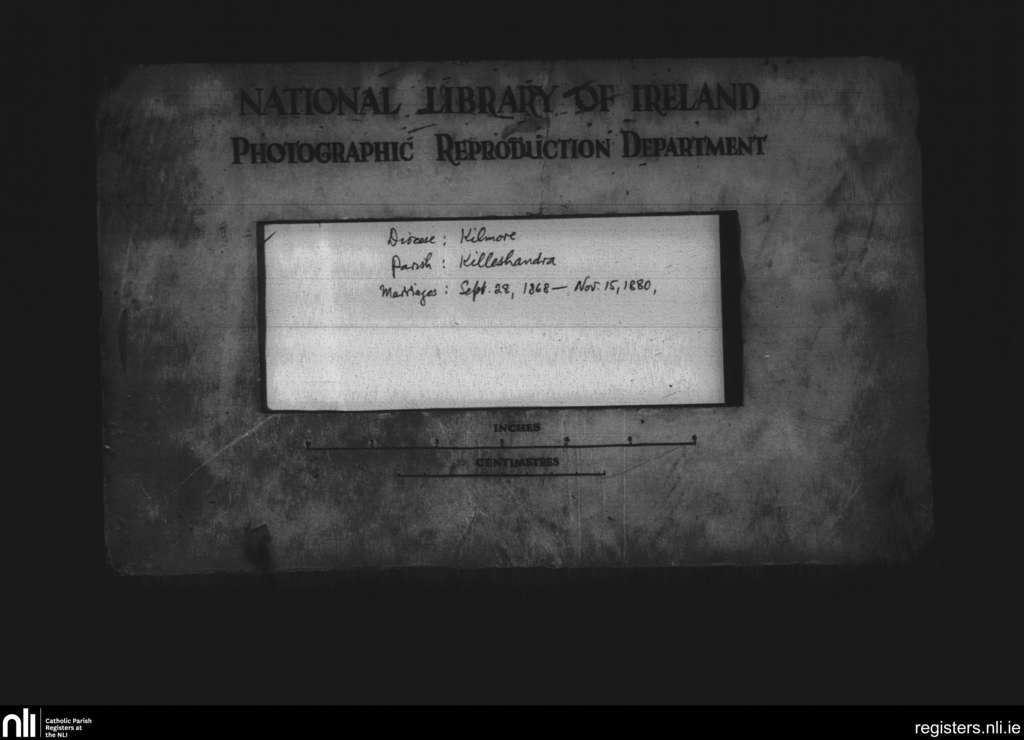 NATIONAL LIBRARY OF IRELAND
PHOTOGRAPHIC REPRODUCTION DEPARTMENT
Diocese : Kilmore
Parish : Killeshandra
Marriages : Sept. 28, 1868 — Nov. 15, 1880,
INCHES
CENTIMETRES
nli Catholic Parish
Registers at
the NLI
registers.nli.ie